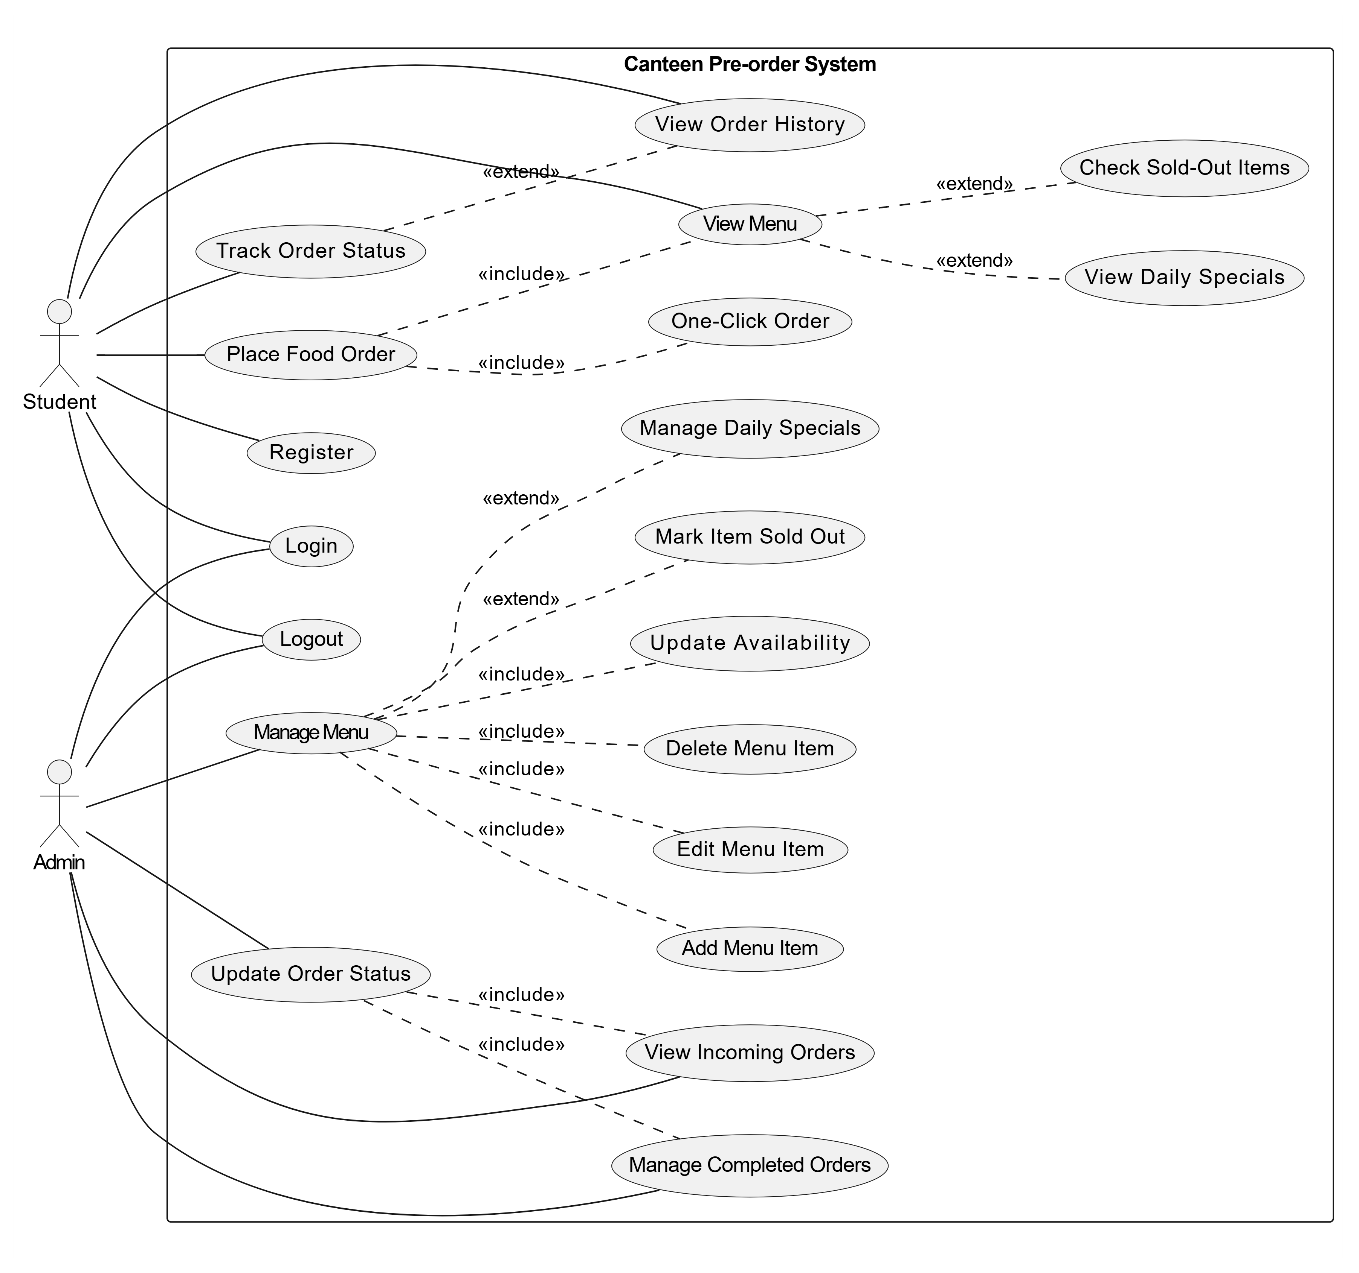 Canteen Pre-order System
View Order History
«extend»
Check Sold-Out Items
«extend»
View Menu
Track Order Status
«extend»
«include»
View Daily Specials
One-Click Order
Place Food Order
«include»
Student
Manage Daily Specials
Register
«extend»
Mark Item Sold Out
Login
«extend»
Logout
Update Availability
«include»
Manage Menu
«include»
Delete Menu Item
«include»
«include»
Edit Menu Item
Admin
Add Menu Item
Update Order Status
«include»
«include»
View Incoming Orders
Manage Completed Orders